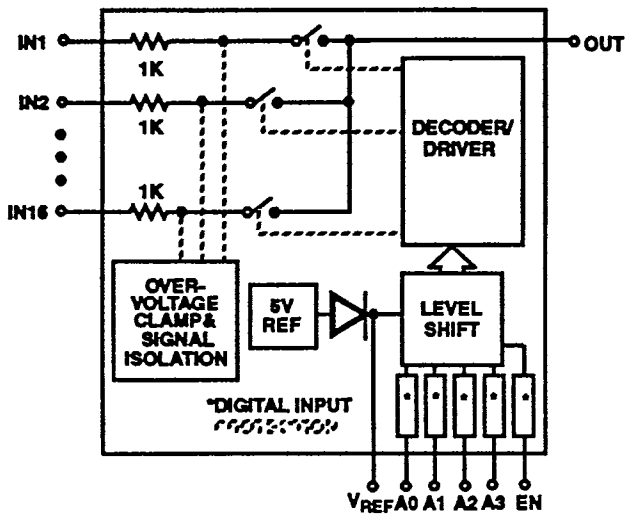 IN1
1K
OUT
IN2
1K
DECODER/
DRIVER
1K
IN16
OVER-
VOLTAGE
CLAMP&
SIGNAL
ISOLATION
5V
REF
LEVEL
SHIFT
*DIGITAL INPUT
PROTECTION
* * * * *
VREF A0 A1 A2 A3 EN